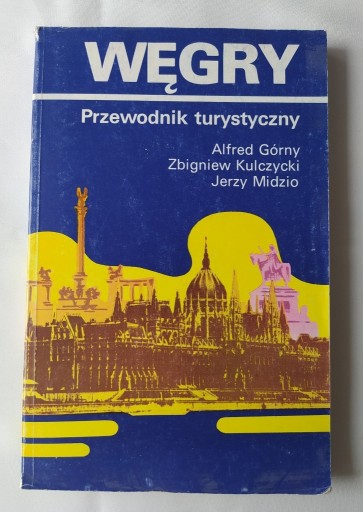 WĘGRY
Przewodnik turystyczny
Alfred Górny
Zbigniew Kulczycki
Jerzy Midzio